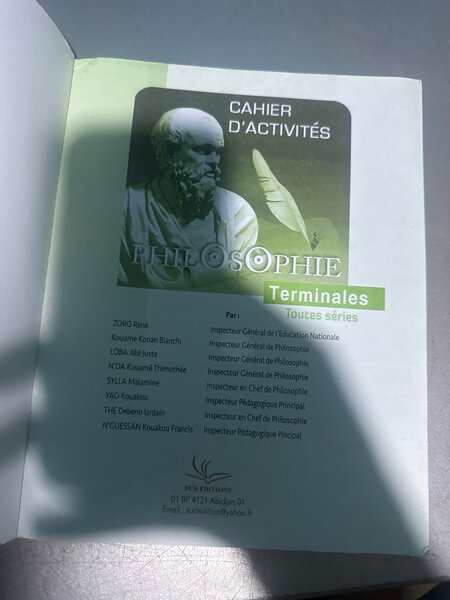 CAHIER
D'ACTIVITÉS
PHILOSOPHIE
Terminales
Toutes séries
Par :
ZORO René Inspecteur Général de l'Education Nationale
Kouamé Konan Bianchi Inspecteur Général de Philosophie
LOBA Aké Juste Inspecteur Général de Philosophie
N'DA Kouamé Thimothée Inspecteur Général de Philosophie
SYLLA Malamine Inspecteur en Chef de Philosophie
YAO Kouakou Inspecteur Pédagogique Principal
THE Debeno Urdain Inspecteur en Chef de Philosophie
N'GUESSAN Kouakou Francis Inspecteur Pédagogique Pincipal
SUD ÉDITIONS
01 BP 4121 Abidjan 01
Email : sudedition@yahoo.fr